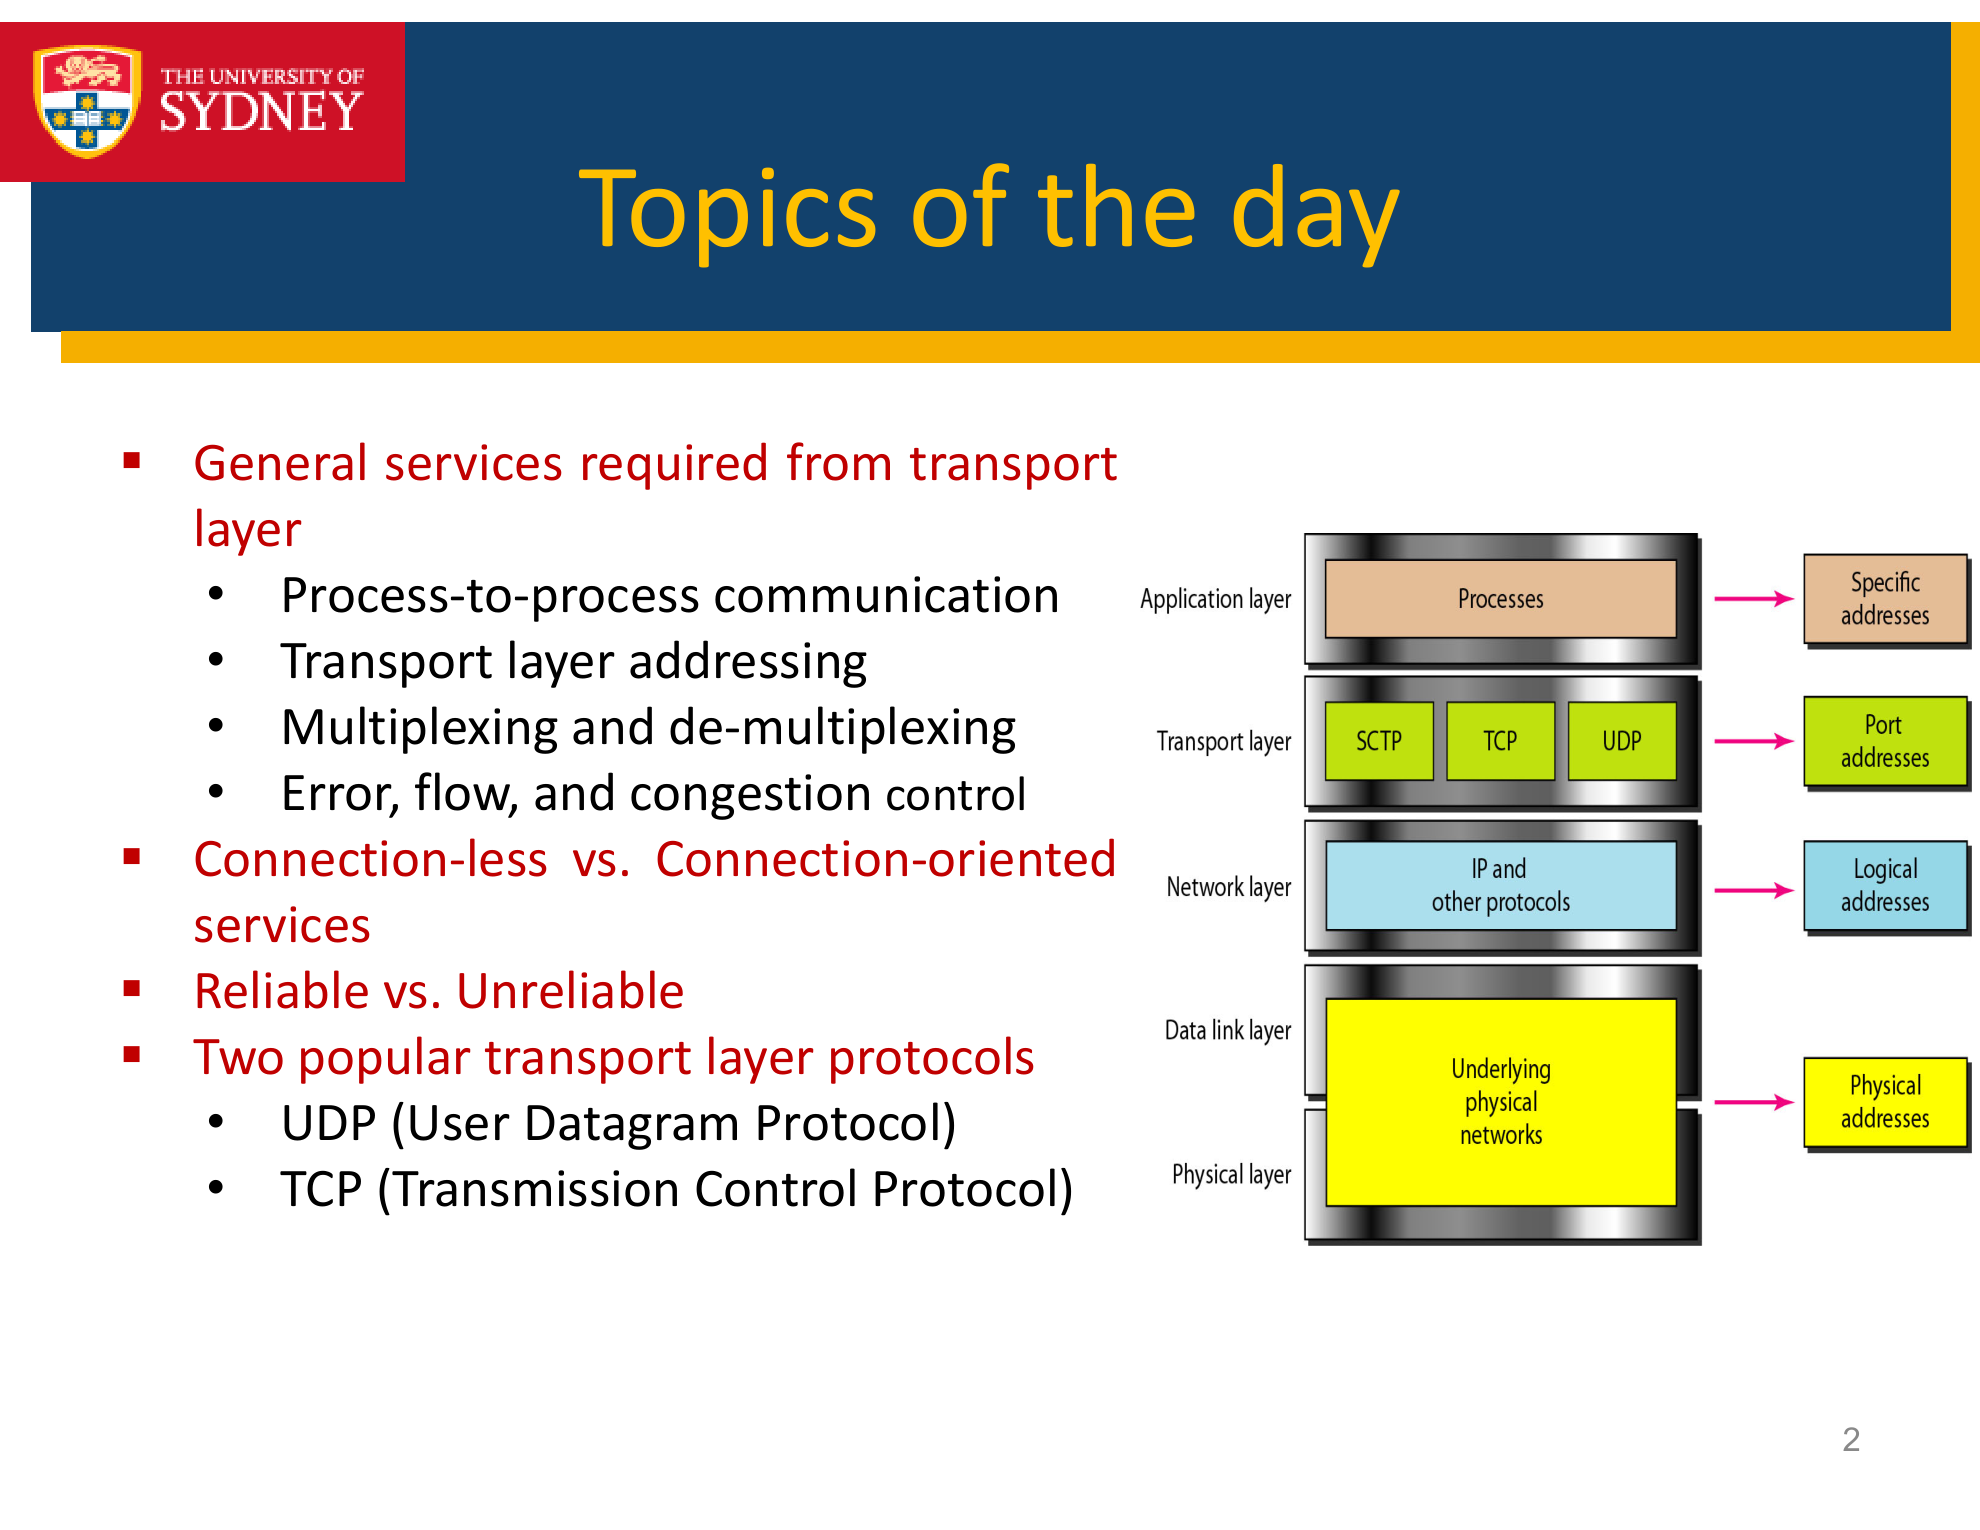 THE UNIVERSITY OF
SYDNEY
Topics of the day
▪ General services required from transport
layer
• Process-to-process communication
• Transport layer addressing
• Multiplexing and de-multiplexing
• Error, flow, and congestion control
▪ Connection-less vs. Connection-oriented
services
▪ Reliable vs. Unreliable
▪ Two popular transport layer protocols
• UDP (User Datagram Protocol)
• TCP (Transmission Control Protocol)
Application layer
Processes
Specific
addresses
Transport layer
SCTP
TCP
UDP
Port
addresses
Network layer
IP and
other protocols
Logical
addresses
Data link layer
Underlying
physical
networks
Physical
addresses
Physical layer
2